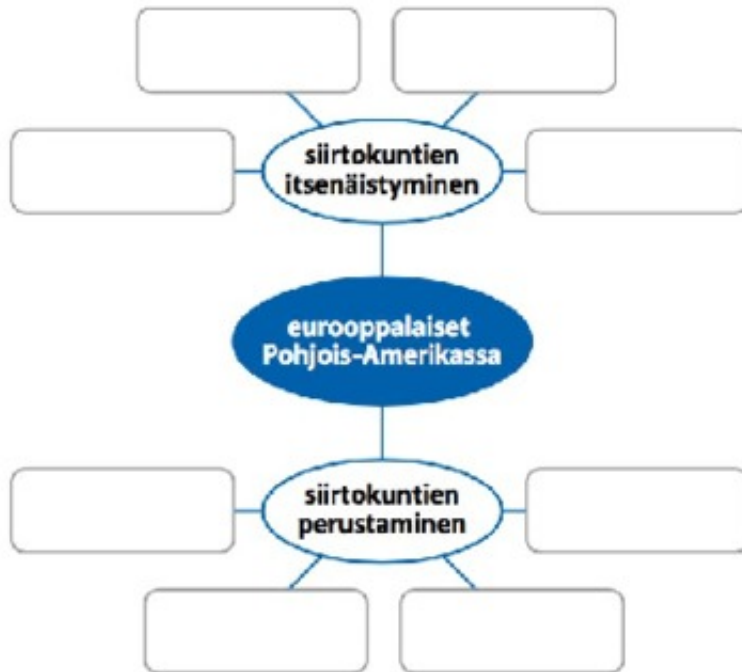 siirtokuntien
itsenäistyminen
eurooppalaiset
Pohjois-Amerikassa
siirtokuntien
perustaminen